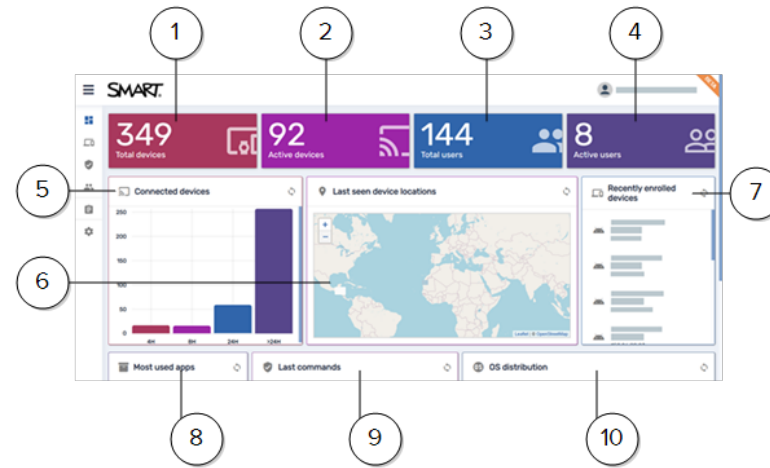 1 2 3 4
SMART.
BETA
349
Total devices
92
Active devices
144
Total users
8
Active users
5
Connected devices
Last seen device locations
Recently enrolled
devices
7
250
200
150
100
50
0
4H 8H 24H >24H
+
−
6
Leaflet | © OpenStreetMap
Most used apps
Last commands
OS distribution
8 9 10